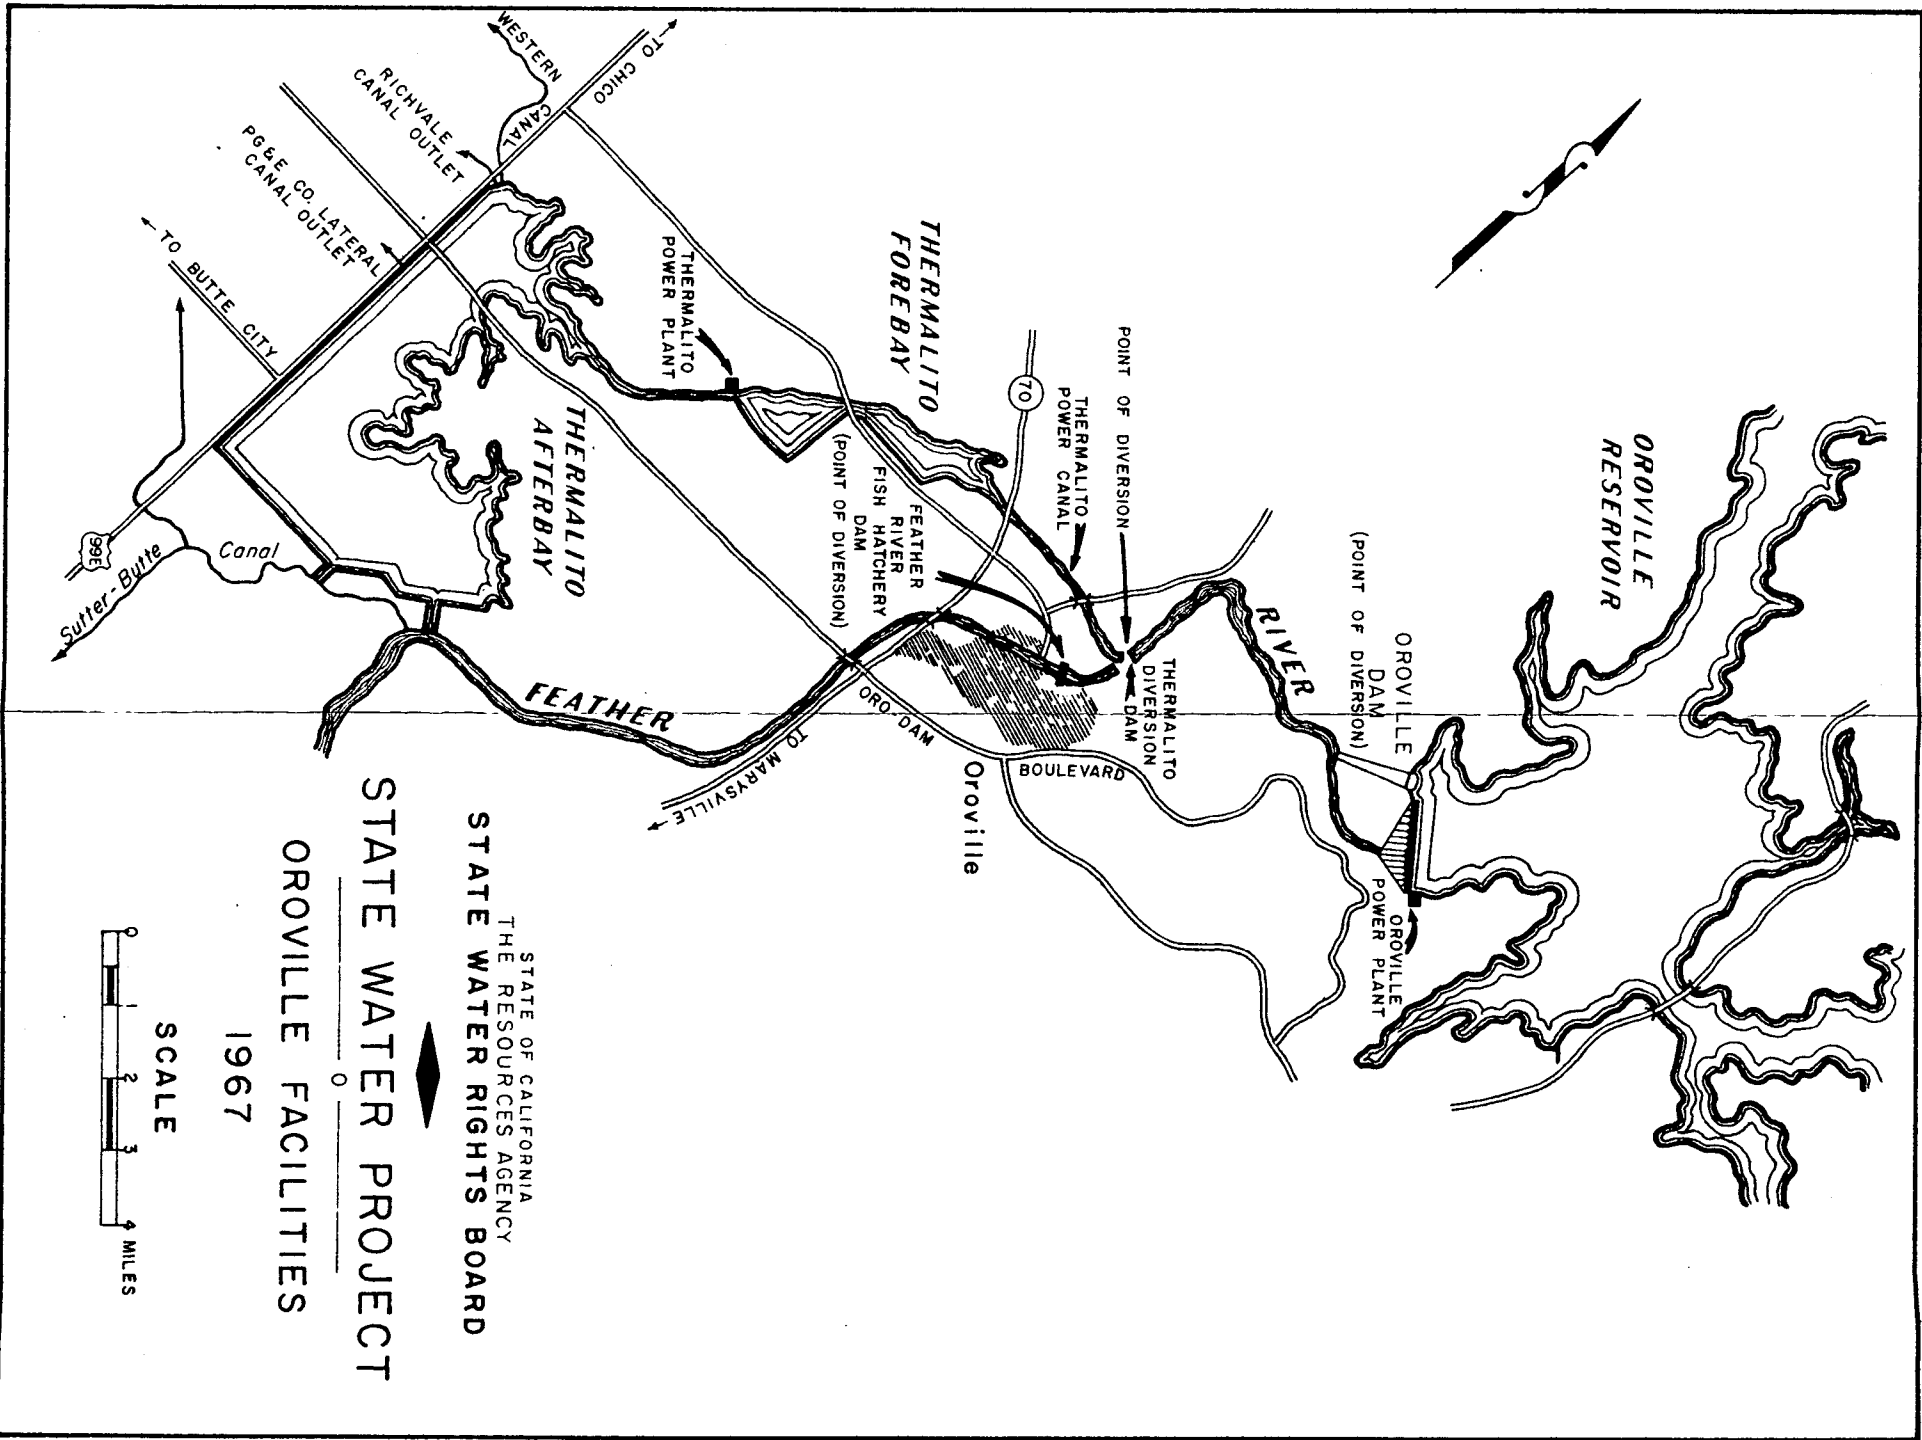 WESTERN
CANAL
←TO CHICO→
RICHVALE
CANAL OUTLET
PG&E CO. LATERAL
CANAL OUTLET
← TO BUTTE CITY
THERMALITO
POWER PLANT
THERMALITO
FOREBAY
70
POINT OF DIVERSION
THERMALITO
POWER CANAL
FEATHER
RIVER
FISH HATCHERY
DAM
(POINT OF DIVERSION)
THERMALITO
AFTERBAY
99E
Sutter-Butte
Canal
FEATHER
RIVER
OROVILLE
RESERVOIR
OROVILLE
DAM
(POINT OF DIVERSION)
THERMALITO
DIVERSION
DAM
ORO-DAM
BOULEVARD
TO MARYSVILLE →
Oroville
OROVILLE
POWER PLANT
STATE OF CALIFORNIA
THE RESOURCES AGENCY
STATE WATER RIGHTS BOARD
STATE WATER PROJECT
OROVILLE FACILITIES
1967
SCALE
0 1 2 3 4 MILES